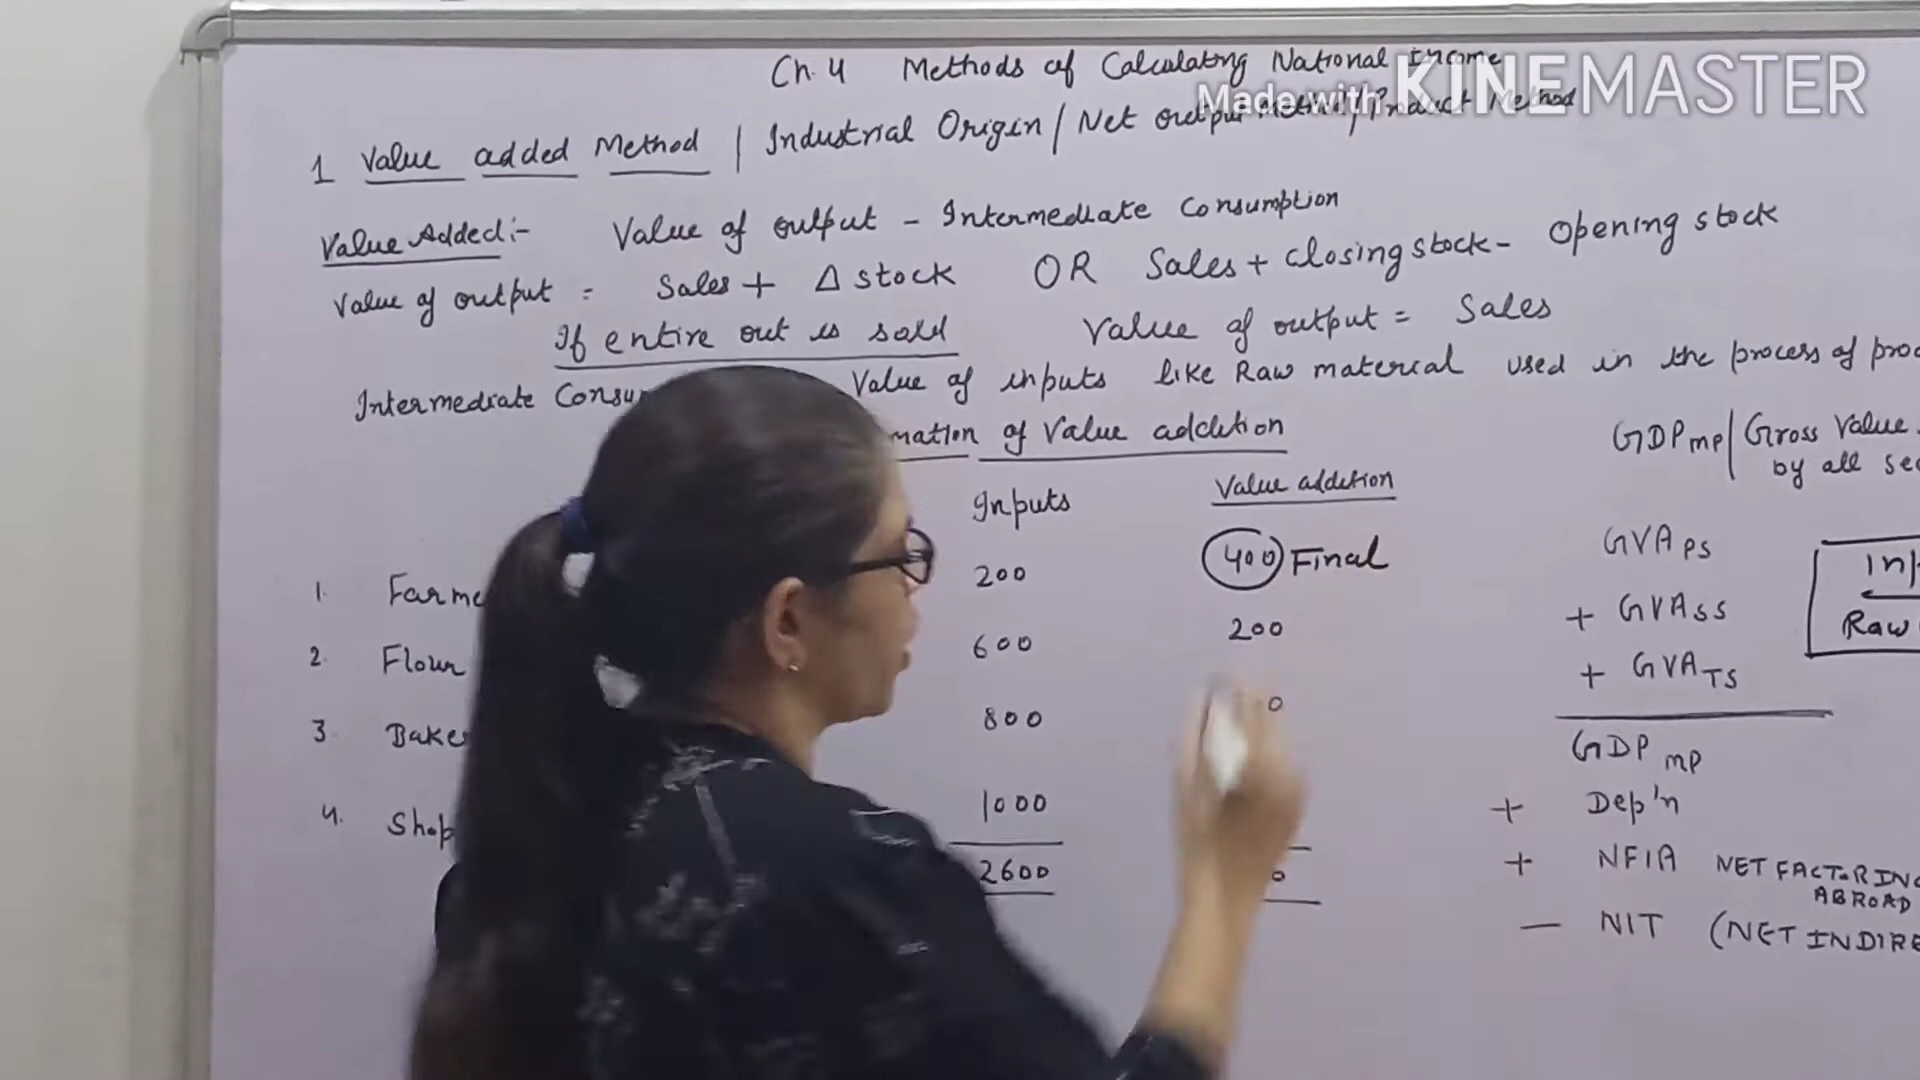 Ch. 4 Methods of Calculating National Income
Made with KINEMASTER
1 Value added Method | Industrial Origin / Net output Method / Product Method
Value Added:- Value of output - Intermediate Consumption
Value of output = Sales + Δ stock OR Sales + closing stock - opening stock
If entire out is sold Value of output = Sales
Intermediate Consu Value of inputs like Raw material used in the process of proc
mation of Value addition
GDP MP | Gross Value
by all sec
Inputs Value addition
1. Farme 200 400 Final
2. Flour 600 200
3. Bake 800 0
4. Shop 1000
2600 0
GVA PS
+ GVA SS
+ GVA TS
GDP MP
+ Dep'n
+ NFIA NET FACTOR INC
ABROAD
- NIT (NET INDIRE
Inp
Raw